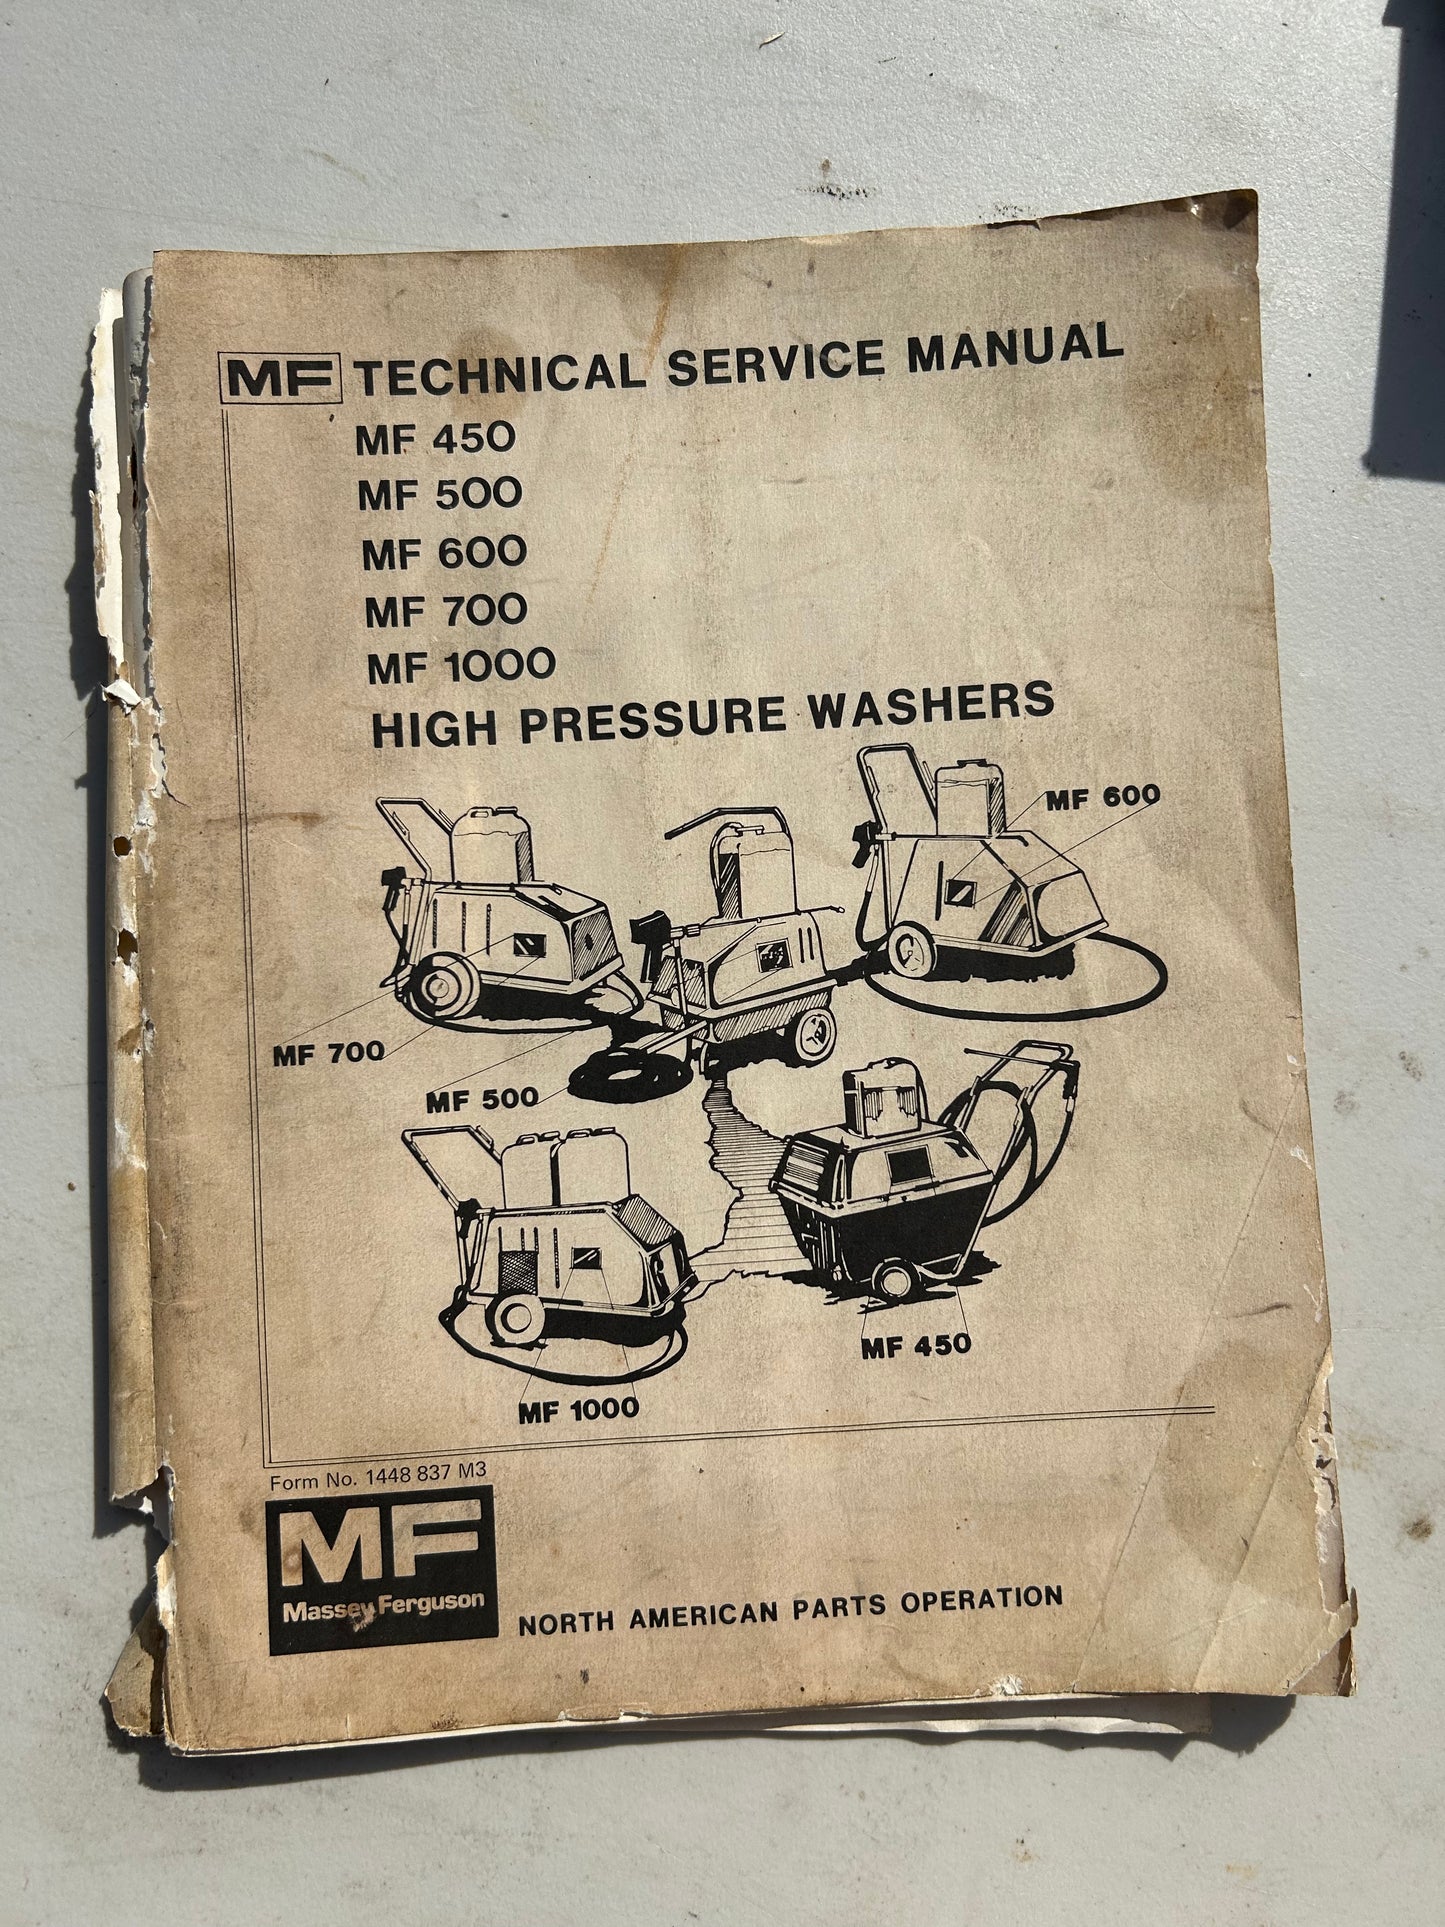 MF TECHNICAL SERVICE MANUAL
MF 450
MF 500
MF 600
MF 700
MF 1000
HIGH PRESSURE WASHERS
MF 600
MF 700
MF 500
MF 450
MF 1000
Form No. 1448 837 M3
MF
Massey Ferguson
NORTH AMERICAN PARTS OPERATION